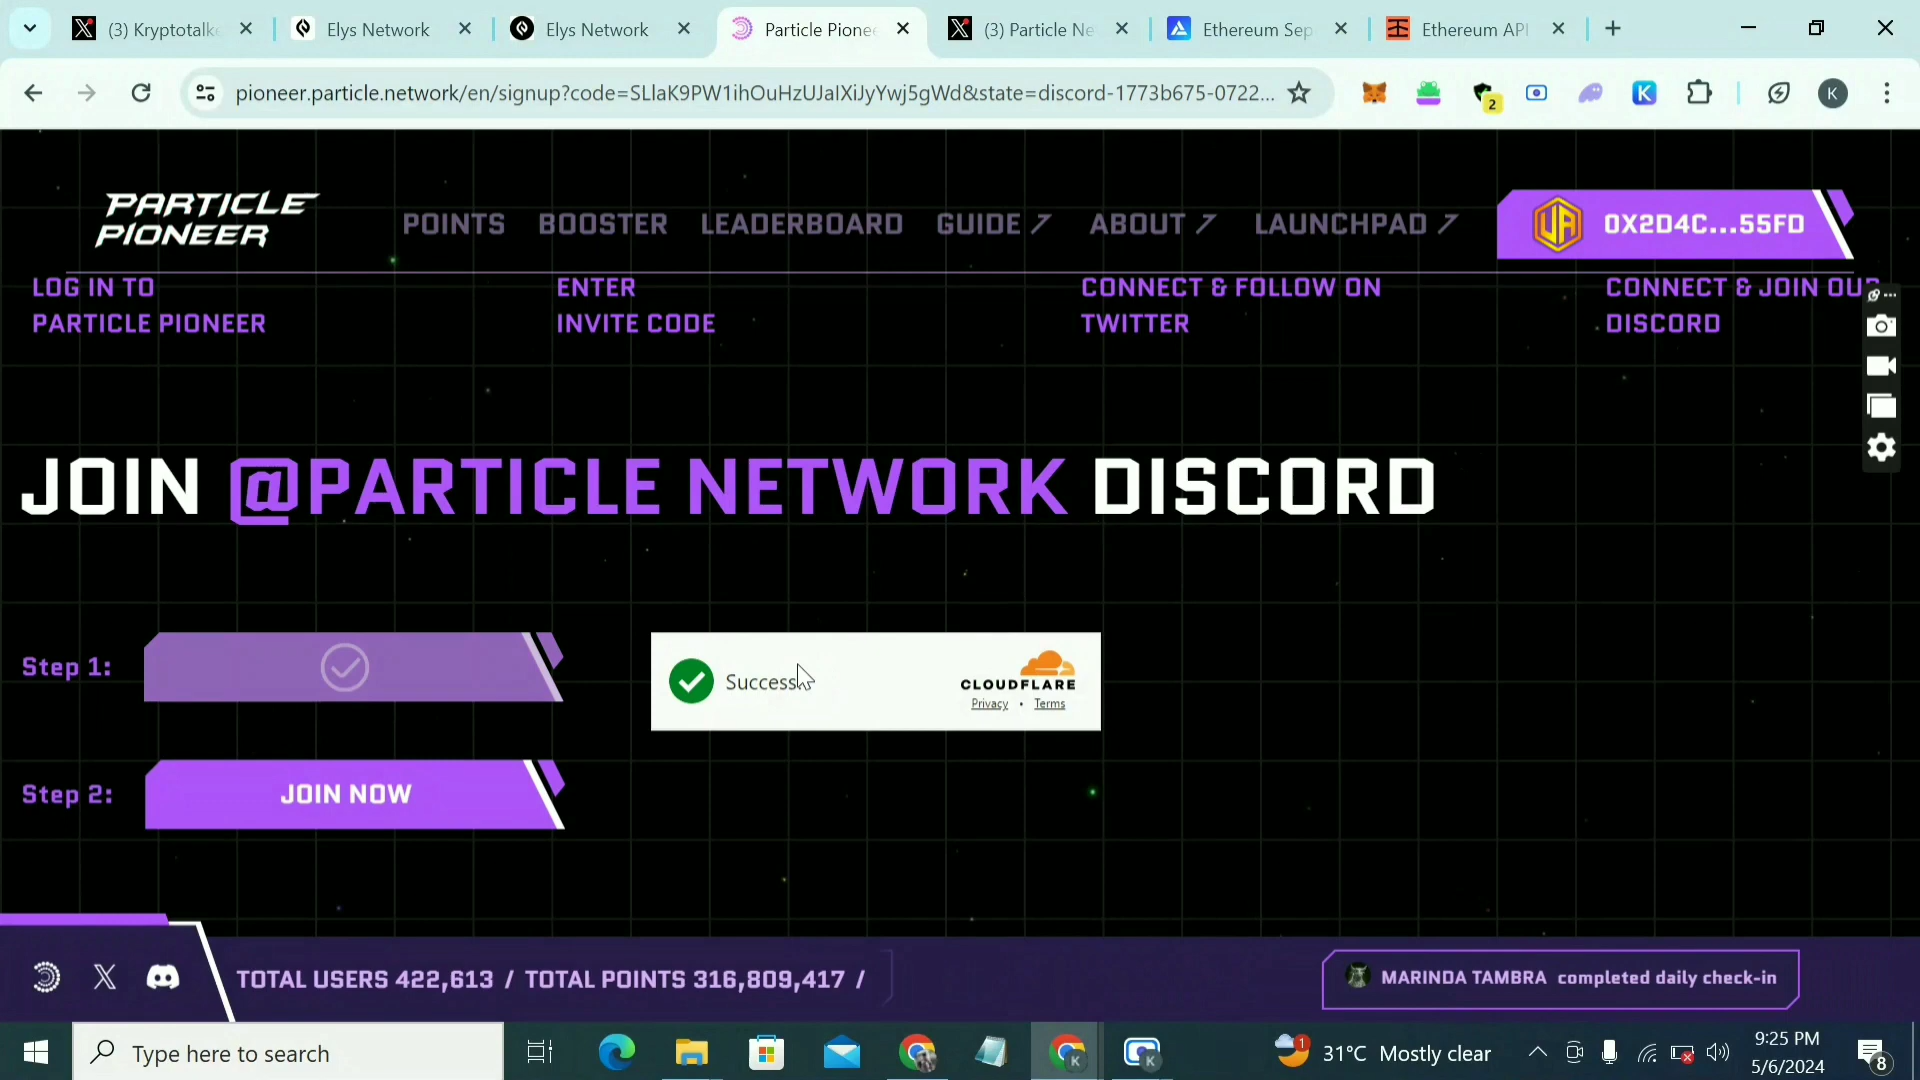 (3) Kryptotalke
Elys Network
Elys Network
Particle Pione
(3) Particle Ne
Ethereum Sep
Ethereum API
pioneer.particle.network/en/signup?code=SLlaK9PW1ihOuHzUJaIXiJyYwj5gWd&state=discord-1773b675-0722...
2
K
K
PARTICLE
PIONEER
POINTS
BOOSTER
LEADERBOARD
GUIDE
ABOUT
LAUNCHPAD
UA
0X2D4C...55FD
LOG IN TO
PARTICLE PIONEER
ENTER
INVITE CODE
CONNECT & FOLLOW ON
TWITTER
CONNECT & JOIN OUR
DISCORD
JOIN @PARTICLE NETWORK DISCORD
Step 1:
Success
CLOUDFLARE
Privacy • Terms
Step 2:
JOIN NOW
TOTAL USERS 422,613 / TOTAL POINTS 316,809,417 /
MARINDA TAMBRA completed daily check-in
Type here to search
K
K
1
31°C Mostly clear
9:25 PM
5/6/2024
8